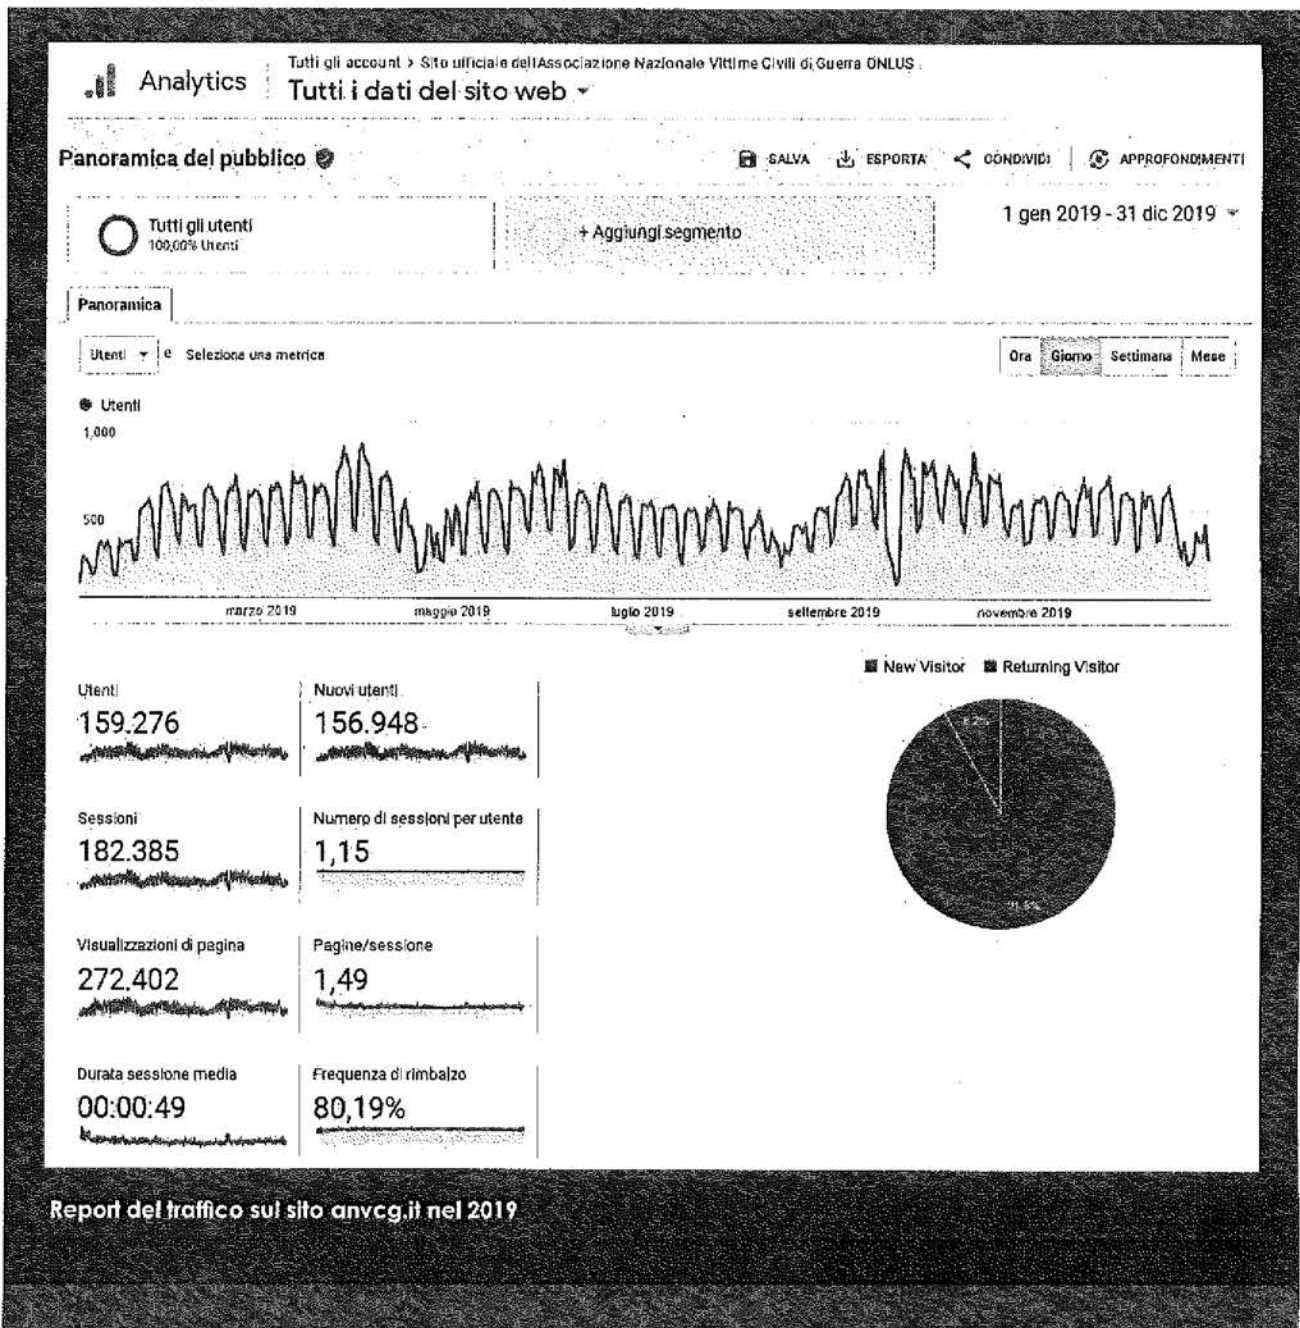 Analytics
Tutti gli account > Sito ufficiale dell'Associazione Nazionale Vittime Civili di Guerra ONLUS
Tutti i dati del sito web
Panoramica del pubblico
SALVA
ESPORTA
CONDIVIDI
APPROFONDIMENTI
Tutti gli utenti
100,00% Utenti
+ Aggiungi segmento
1 gen 2019 - 31 dic 2019
Panoramica
Utenti
e
Seleziona una metrica
Ora
Giorno
Settimana
Mese
Utenti
1,000
500
marzo 2019
maggio 2019
luglio 2019
settembre 2019
novembre 2019
New Visitor
Returning Visitor
Utenti
159.276
Nuovi utenti
156.948
Sessioni
182.385
Numero di sessioni per utente
1,15
Visualizzazioni di pagina
272.402
Pagine/sessione
1,49
Durata sessione media
00:00:49
Frequenza di rimbalzo
80,19%
Report del traffico sul sito anvcg.it nel 2019